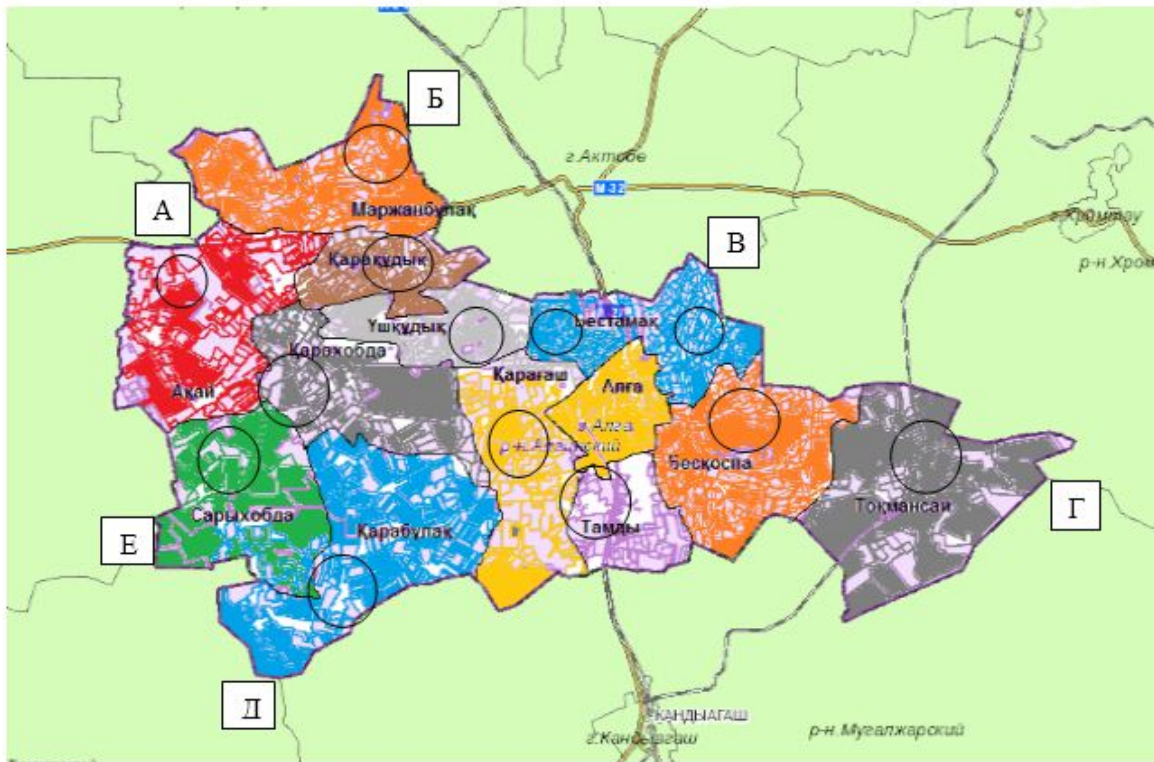 Б
г.Актобе
М 32
А
Маржанбұлақ
г.Хромтау
В
р-н.Хром
Қарақұдық
Үшқұдық
Бестамақ
Қарахобда
Қарағаш
Алға
Ақай
г.Алга
р-н.Алгинский
Бесқоспа
Тоқмансай
Г
Сарыхобда
Қарабұлақ
Тамды
Е
Д
КАНДЫАГАШ
г.Кандыагаш
р-н.Мугалжарский